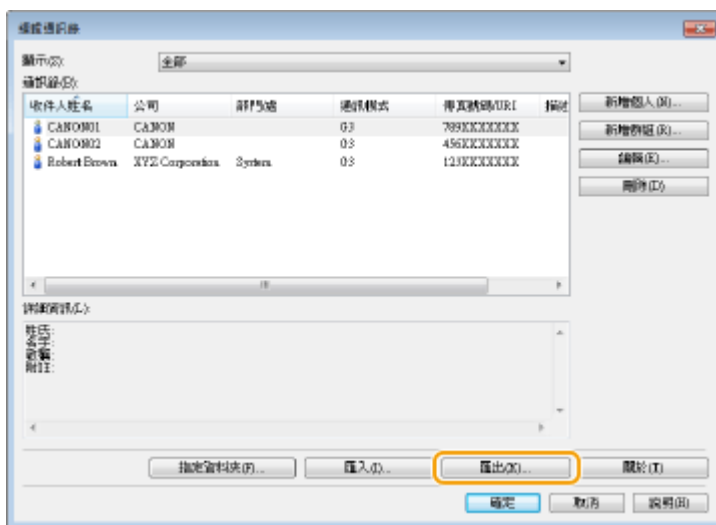 編輯通訊錄
顯示(S): 全部
通訊錄(B):
收件人姓名 公司 部門/處 通訊模式 傳真號碼/URI 描述
CANON01 CANON G3 789XXXXXXX
CANON02 CANON G3 456XXXXXXX
Robert Brown XYZ Corporation System G3 123XXXXXXX
新增個人(N)...
新增群組(R)...
編輯(E)...
刪除(D)
詳細資訊(L):
姓氏:
名字:
敬稱:
附註:
指定資料夾(F)... 匯入(I)... 匯出(X)... 關於(T)
確定 取消 說明(H)